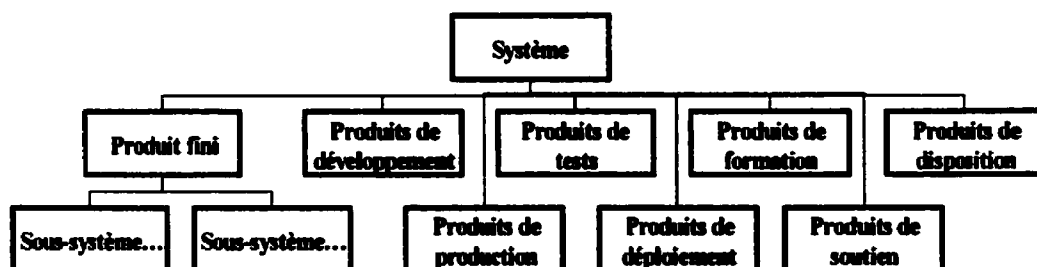 Système
Produit fini
Produits de
développement
Produits de
tests
Produits de
formation
Produits de
disposition
Sous-système...
Sous-système...
Produits de
production
Produits de
déploiement
Produits de
soutien